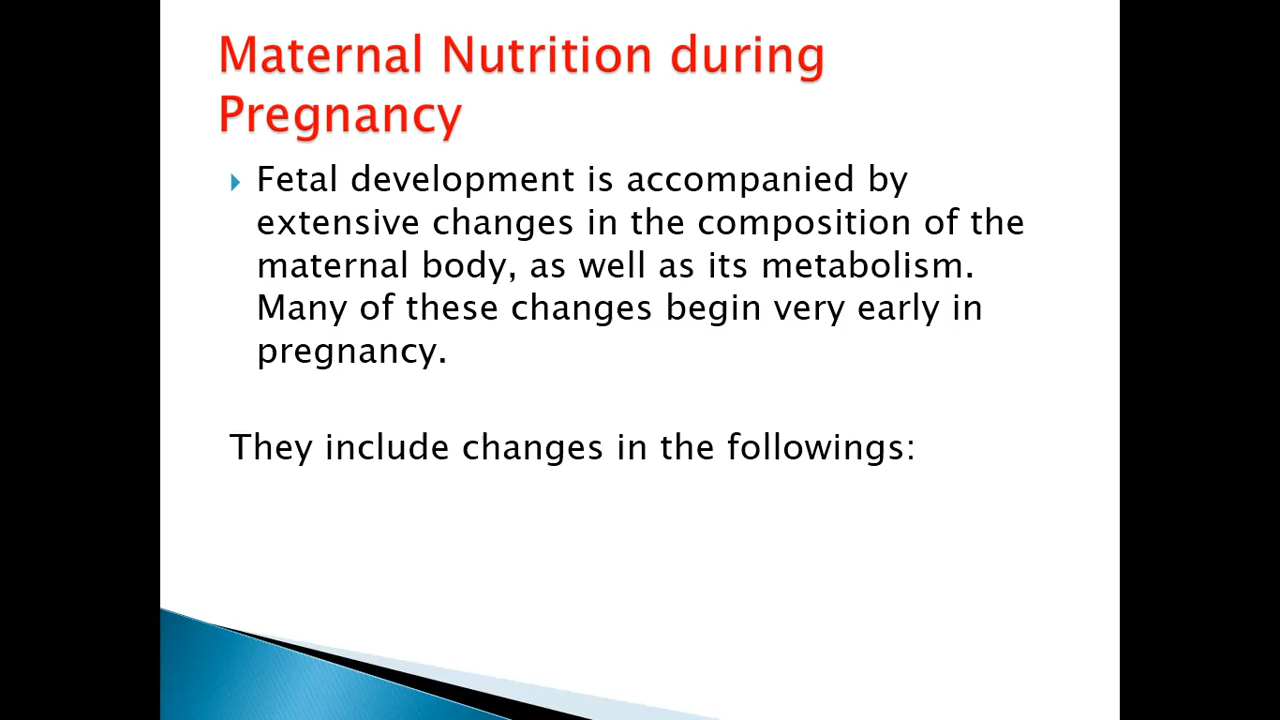 Maternal Nutrition during
Pregnancy
Fetal development is accompanied by
extensive changes in the composition of the
maternal body, as well as its metabolism.
Many of these changes begin very early in
pregnancy.
They include changes in the followings: